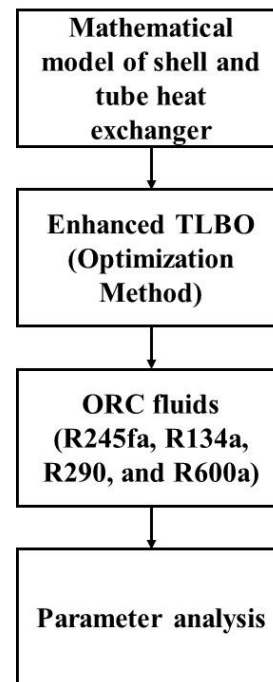 Mathematical
model of shell and
tube heat
exchanger
Enhanced TLBO
(Optimization
Method)
ORC fluids
(R245fa, R134a,
R290, and R600a)
Parameter analysis